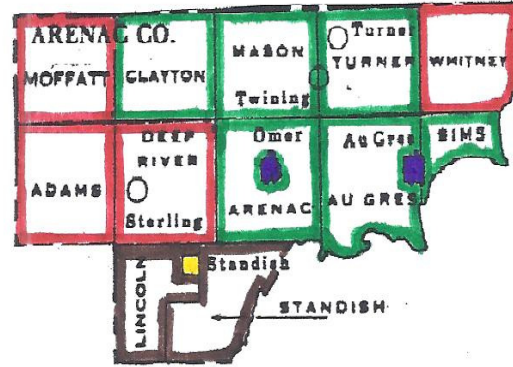 ARENAC CO.
MOFFATT
CLAYTON
MASON
Twining
Turner
TURNER
WHITNEY
ADAMS
DEEP
RIVER
Sterling
Omer
ARENAC
Au Gres
AU GRES
SIMS
LINCOLN
Standish
STANDISH